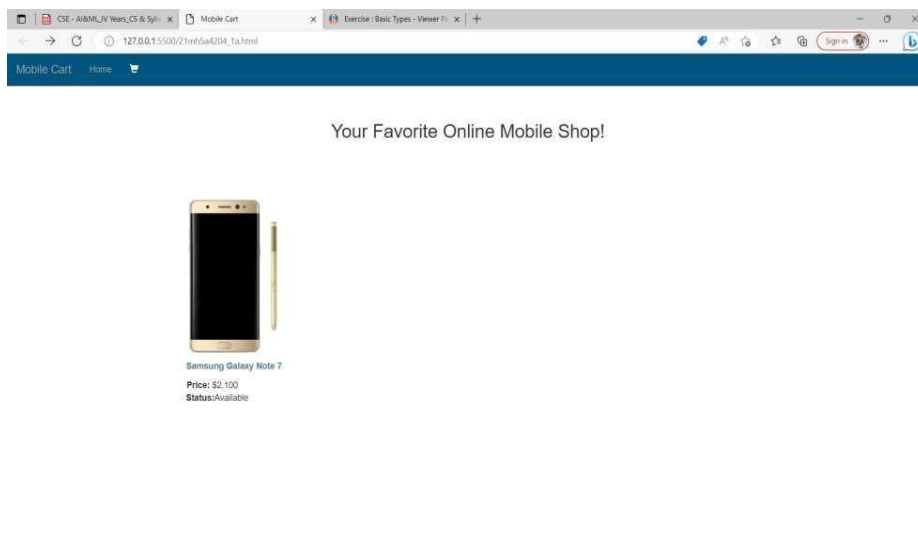 CSE - AI&ML_IV Years_CS & Sylla
Mobile Cart
Exercise : Basic Types - Viewer Pa
127.0.0.1:5500/21mh5a4204_1a.html
Sign in
Mobile Cart Home
Your Favorite Online Mobile Shop!
Samsung Galaxy Note 7
Price: $2,100
Status:Available